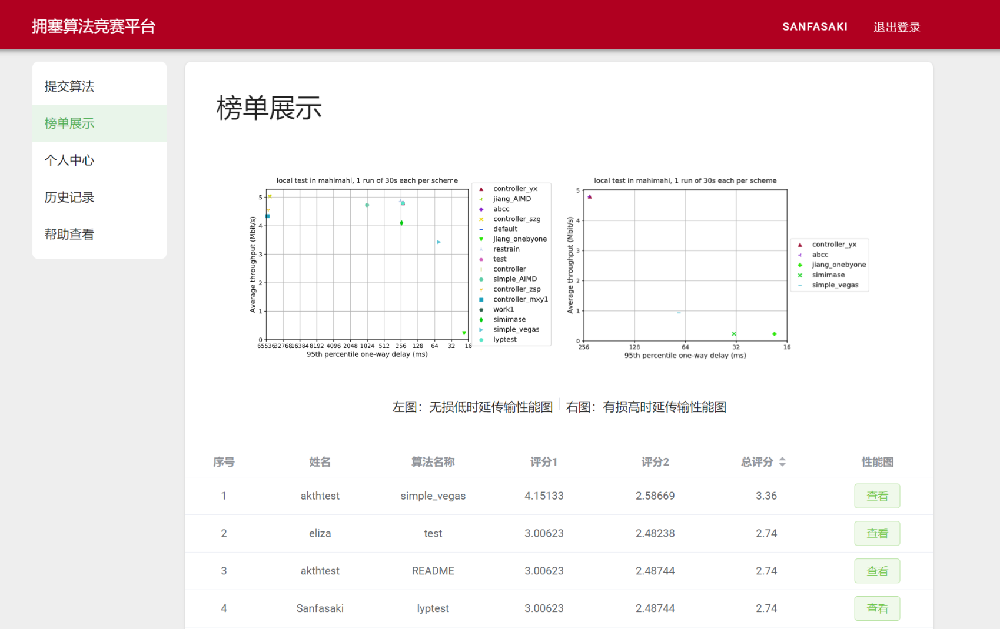 拥塞算法竞赛平台
SANFASAKI 退出登录
提交算法
榜单展示
个人中心
历史记录
帮助查看
榜单展示
local test in mahimahi, 1 run of 30s each per scheme
Average throughput (Mbit/s)
5
4
3
2
1
0
65536 32768 16384 8192 4096 2048 1024 512 256 128 64 32 16
95th percentile one-way delay (ms)
controller_yx
jiang_AIMD
abcc
controller_szg
default
jiang_onebyone
restrain
test
controller
simple_AIMD
controller_zsp
controller_mxy1
work1
simimase
simple_vegas
lyptest
local test in mahimahi, 1 run of 30s each per scheme
Average throughput (Mbit/s)
5
4
3
2
1
0
256 128 64 32 16
95th percentile one-way delay (ms)
controller_yx
abcc
jiang_onebyone
simimase
simple_vegas
左图：无损低时延传输性能图 右图：有损高时延传输性能图
序号 姓名 算法名称 评分1 评分2 总评分 性能图
1 akthtest simple_vegas 4.15133 2.58669 3.36 查看
2 eliza test 3.00623 2.48238 2.74 查看
3 akthtest README 3.00623 2.48744 2.74 查看
4 Sanfasaki lyptest 3.00623 2.48744 2.74 查看